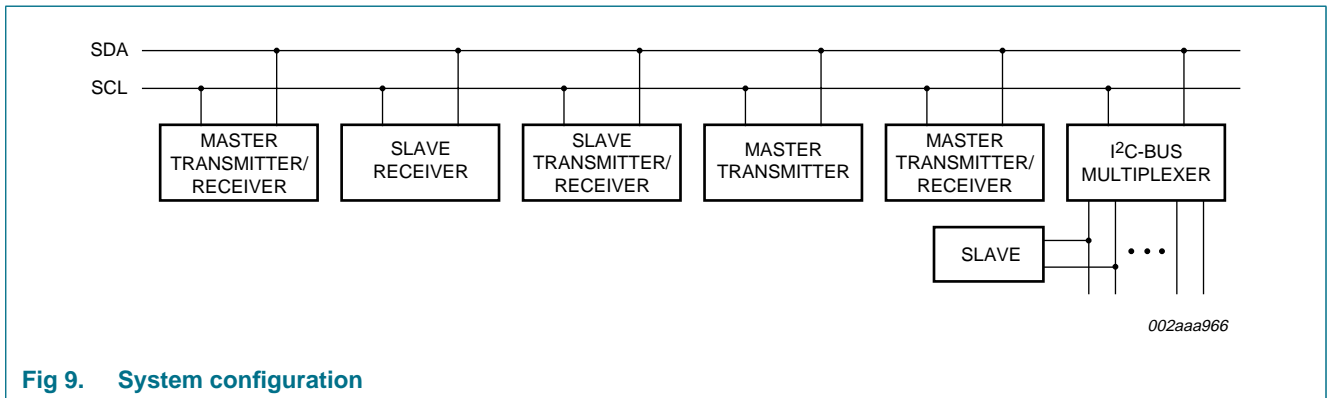 SDA
SCL
MASTER
TRANSMITTER/
RECEIVER
SLAVE
RECEIVER
SLAVE
TRANSMITTER/
RECEIVER
MASTER
TRANSMITTER
MASTER
TRANSMITTER/
RECEIVER
I²C-BUS
MULTIPLEXER
SLAVE
002aaa966
Fig 9. System configuration